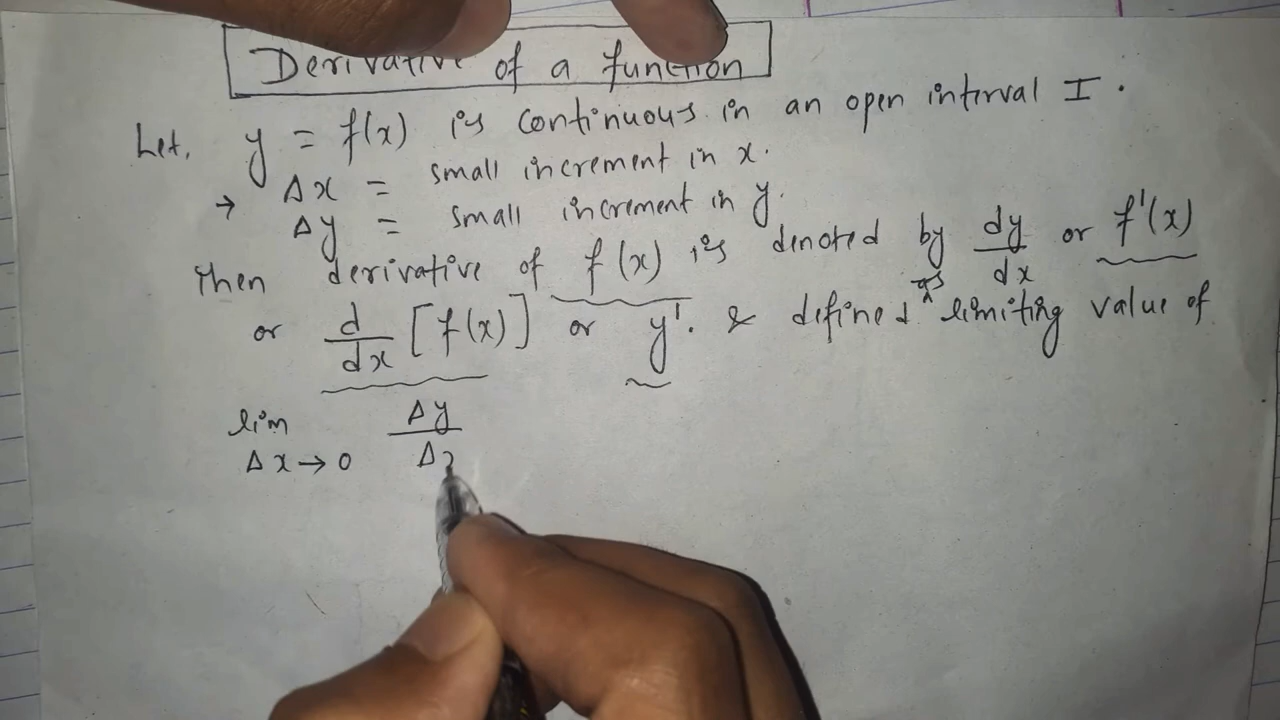 Derivative of a function
Let, y = f(x) is continuous in an open interval I.
→ Δx = small increment in x.
Δy = small increment in y.
Then derivative of f(x) is denoted by dy/dx or f'(x)
or d/dx [f(x)] or y'. & defined as limiting value of
lim Δx→0 Δy/Δ